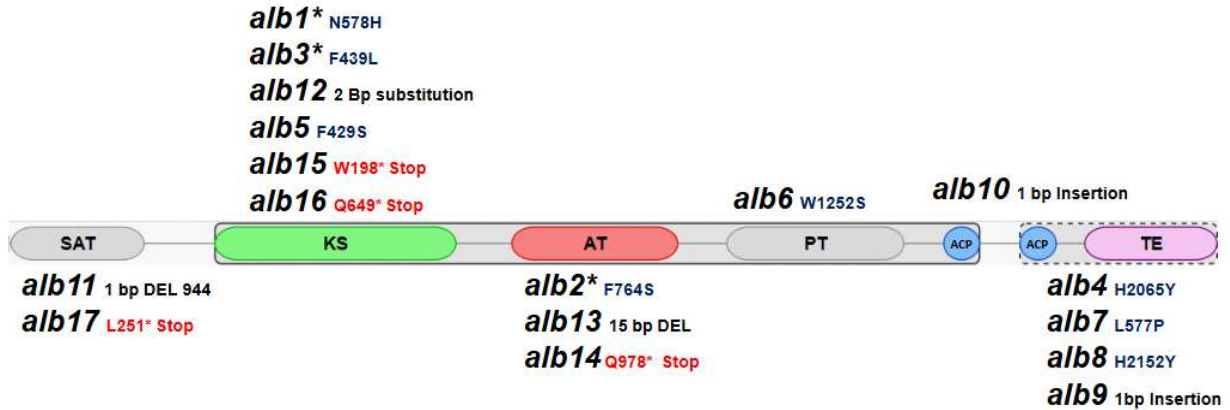 alb1* N578H
alb3* F439L
alb12 2 Bp substitution
alb5 F429S
alb15 W198* Stop
alb16 Q649* Stop
alb6 W1252S
alb10 1 bp Insertion
SAT KS AT PT ACP ACP TE
alb11 1 bp DEL 944
alb17 L251* Stop
alb2* F764S
alb13 15 bp DEL
alb14 Q978* Stop
alb4 H2065Y
alb7 L577P
alb8 H2152Y
alb9 1bp Insertion